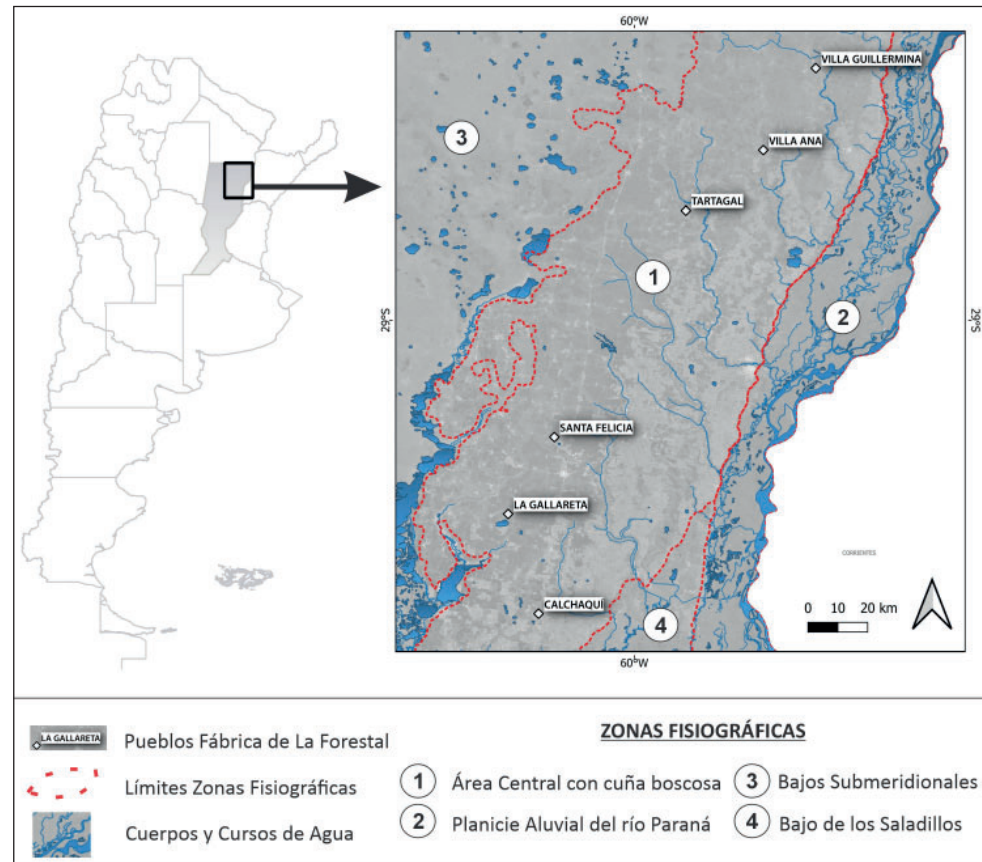 60ºW
VILLA GUILLERMINA
3
VILLA ANA
TARTAGAL
1
29ºS
2
29ºS
SANTA FELICIA
LA GALLARETA
CORRIENTES
0 10 20 km
CALCHAQUÍ
4
60ºW
LA GALLARETA
Pueblos Fábrica de La Forestal
Límites Zonas Fisiográficas
Cuerpos y Cursos de Agua
ZONAS FISIOGRÁFICAS
1 Área Central con cuña boscosa
2 Planicie Aluvial del río Paraná
3 Bajos Submeridionales
4 Bajo de los Saladillos